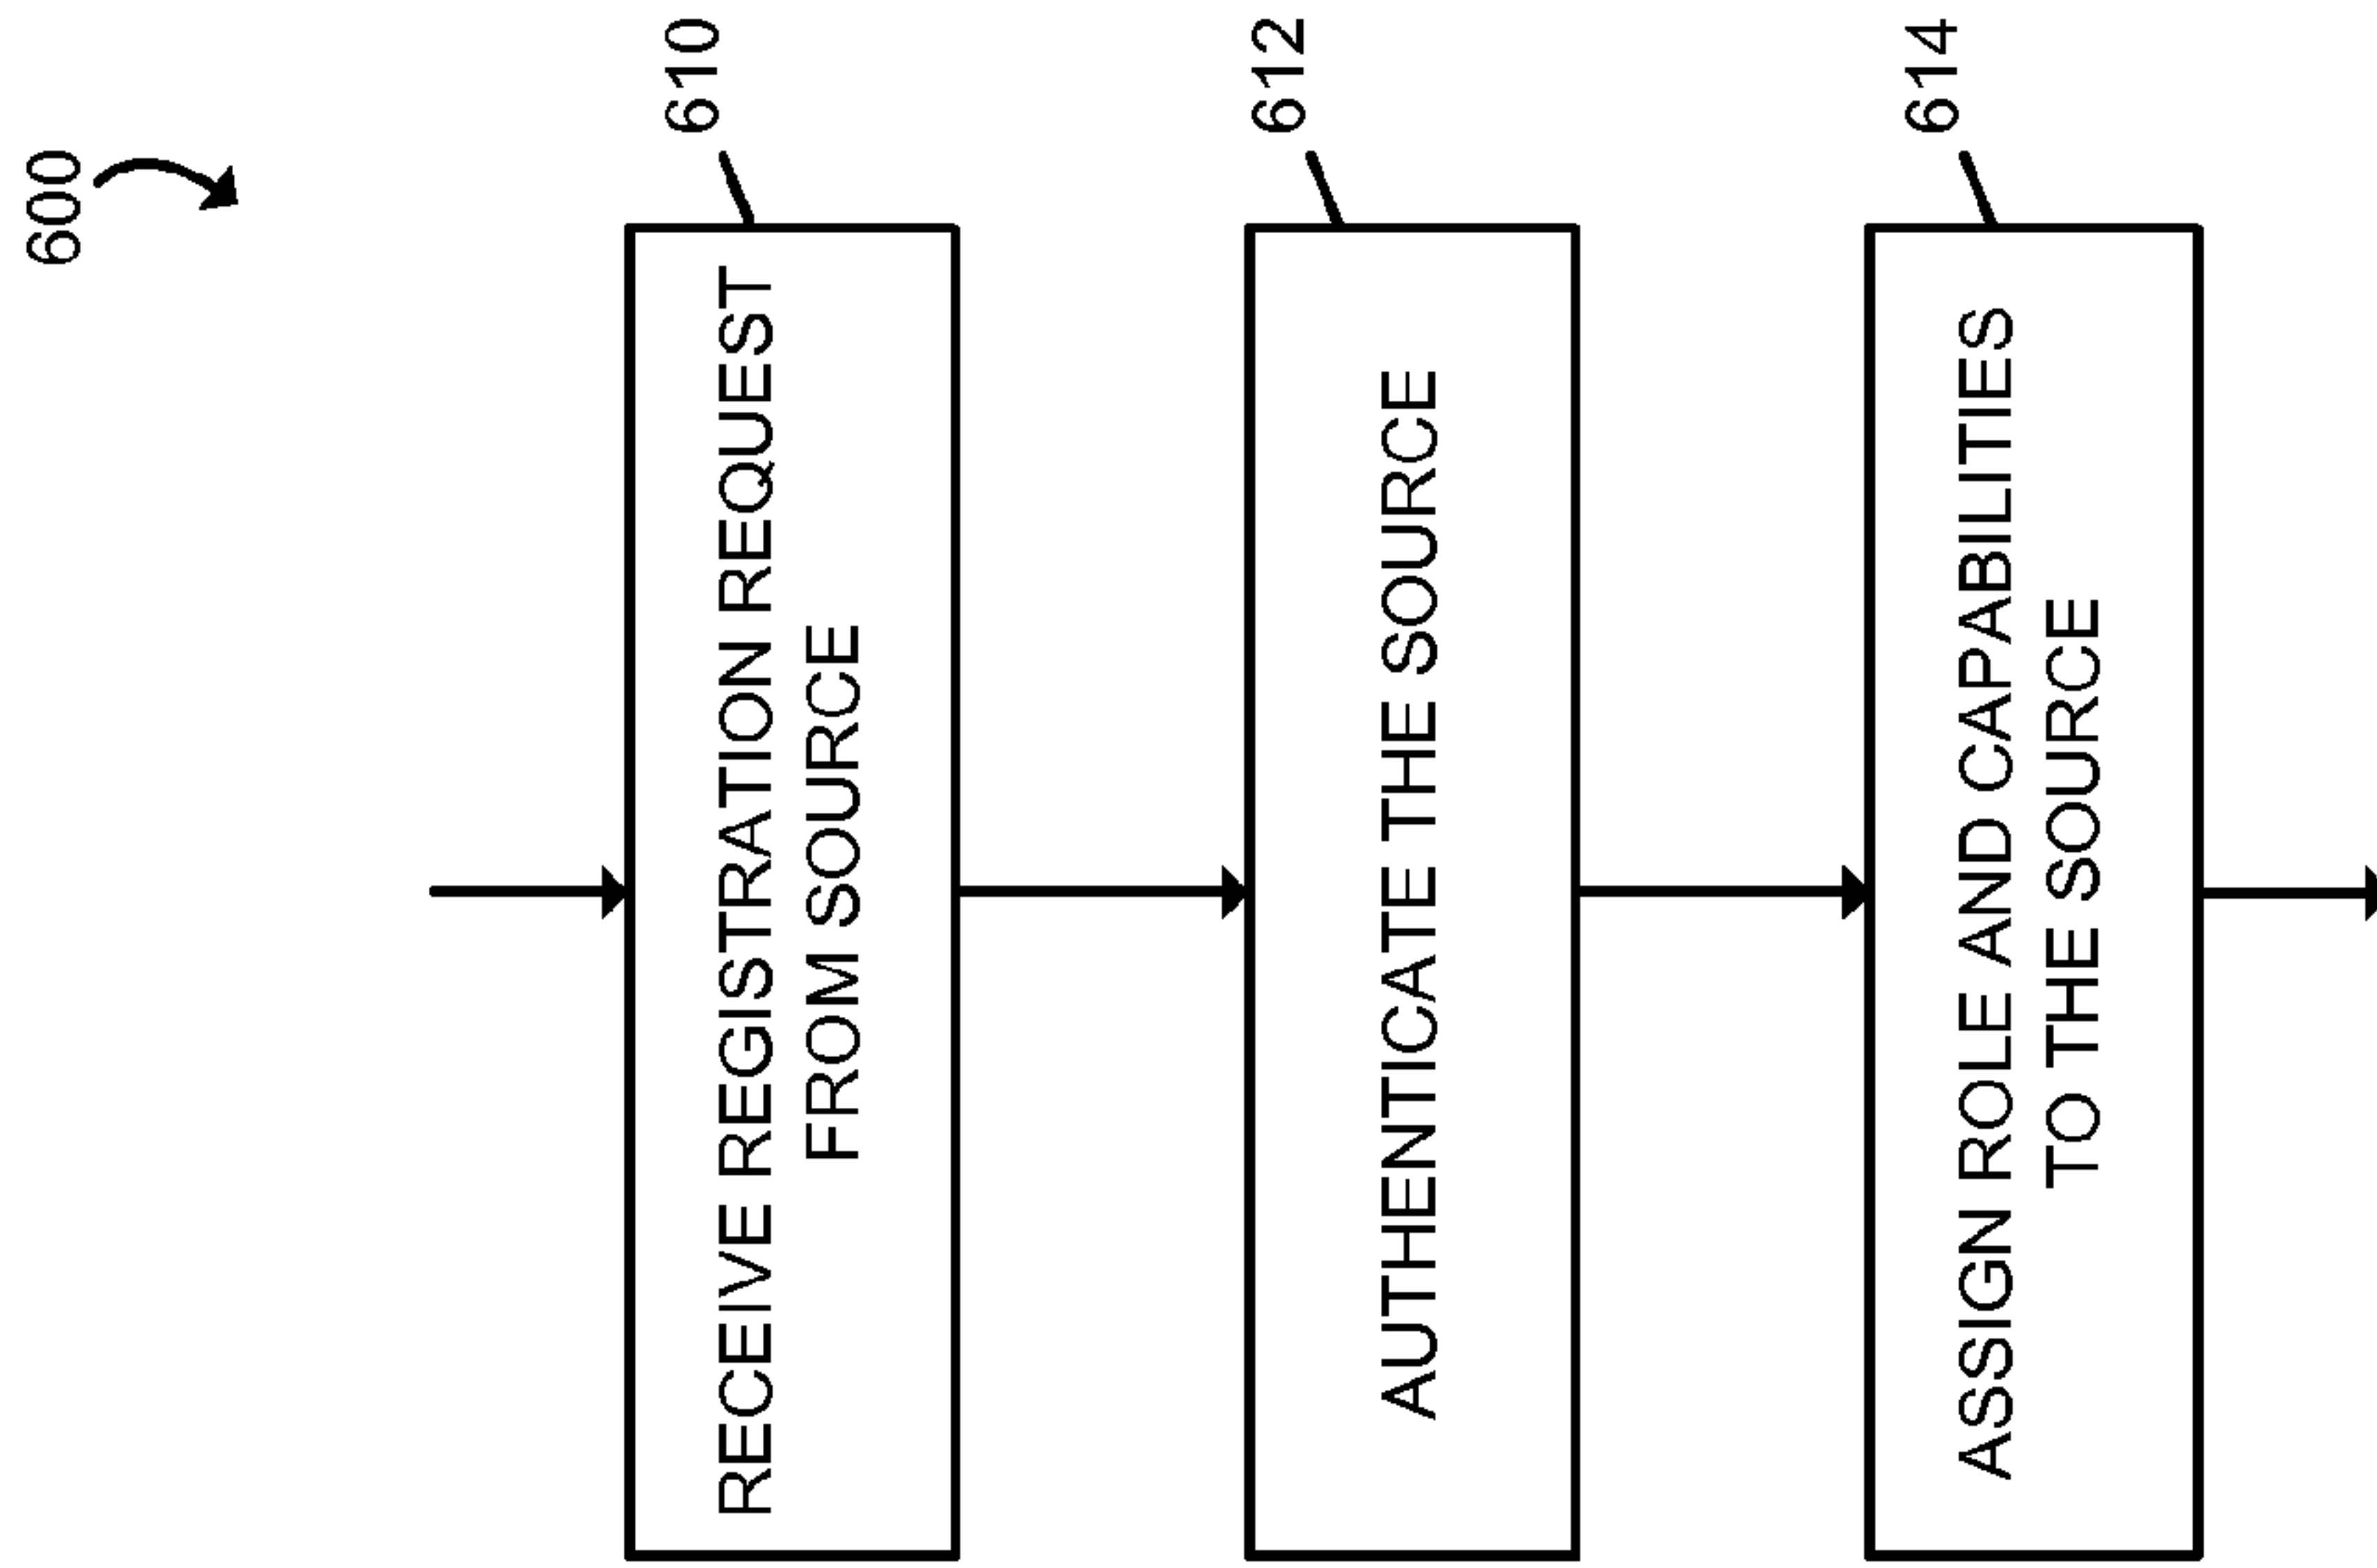 600
610
RECEIVE REGISTRATION REQUEST
FROM SOURCE
612
AUTHENTICATE THE SOURCE
614
ASSIGN ROLE AND CAPABILITIES
TO THE SOURCE